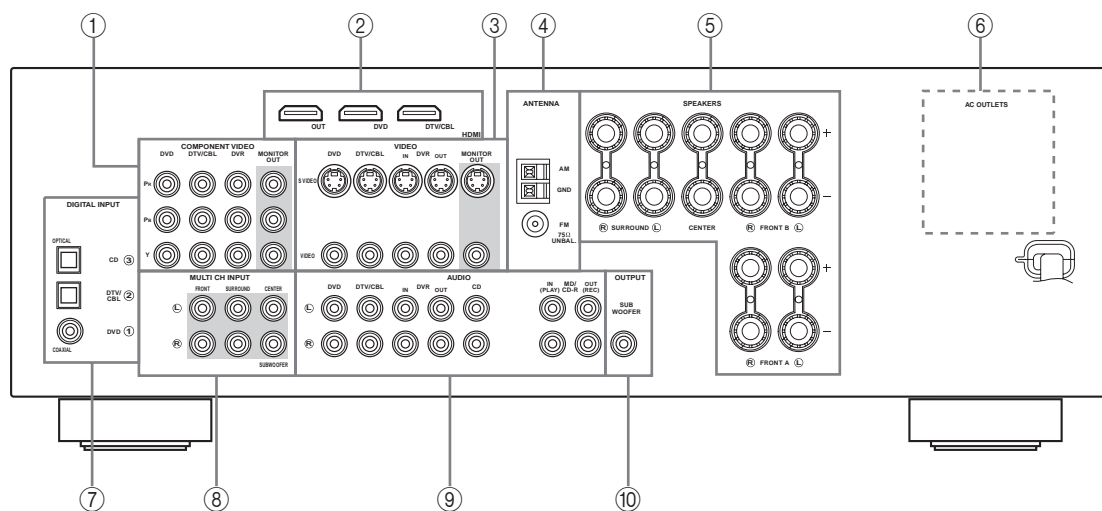 ① ② ③ ④ ⑤ ⑥
HDMI
OUT DVD DTV/CBL
COMPONENT VIDEO
DVD DTV/CBL DVR MONITOR OUT
PR
PB
Y
VIDEO
DVD DTV/CBL IN DVR OUT MONITOR OUT
S VIDEO
VIDEO
ANTENNA
AM
GND
FM
75Ω
UNBAL.
SPEAKERS
+
–
Ⓡ SURROUND Ⓛ CENTER Ⓡ FRONT B Ⓛ
+
–
Ⓡ FRONT A Ⓛ
AC OUTLETS
DIGITAL INPUT
OPTICAL
CD ③
DTV/
CBL ②
DVD ①
COAXIAL
MULTI CH INPUT
FRONT SURROUND CENTER
Ⓛ
Ⓡ
SUBWOOFER
AUDIO
DVD DTV/CBL IN DVR OUT CD IN (PLAY) MD/CD-R OUT (REC)
Ⓛ
Ⓡ
OUTPUT
SUB
WOOFER
⑦ ⑧ ⑨ ⑩